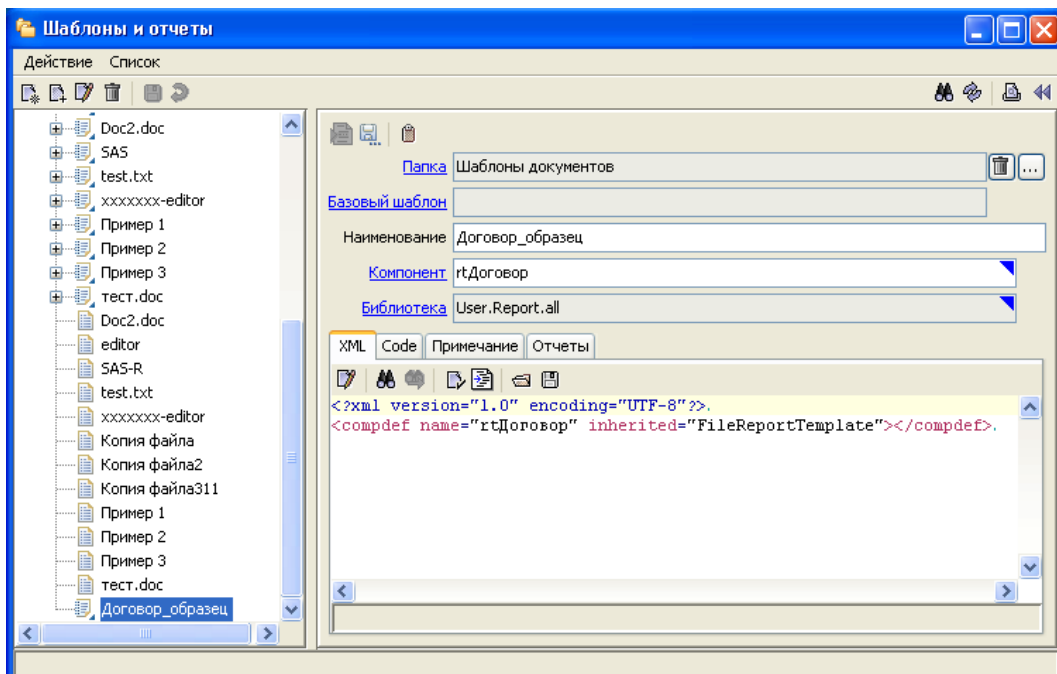 Шаблоны и отчеты
Действие Список
Doc2.doc
SAS
test.txt
xxxxxxx-editor
Пример 1
Пример 2
Пример 3
тест.doc
Doc2.doc
editor
SAS-R
test.txt
xxxxxxx-editor
Копия файла
Копия файла2
Копия файла311
Пример 1
Пример 2
Пример 3
тест.doc
Договор_образец
Папка Шаблоны документов
...
Базовый шаблон
Наименование Договор_образец
Компонент rtДоговор
Библиотека User.Report.all
XML Code Примечание Отчеты
<?xml version="1.0" encoding="UTF-8"?>.
<compdef name="rtДоговор" inherited="FileReportTemplate"></compdef>.